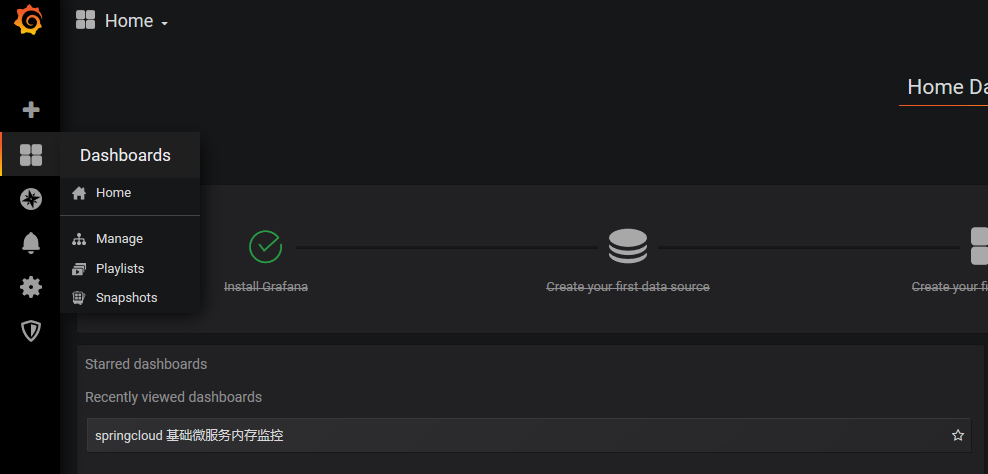 Home
Home Da
Dashboards
Home
Manage
Playlists
Snapshots
Install Grafana
Create your first data source
Create your fi
Starred dashboards
Recently viewed dashboards
springcloud 基础微服务内存监控